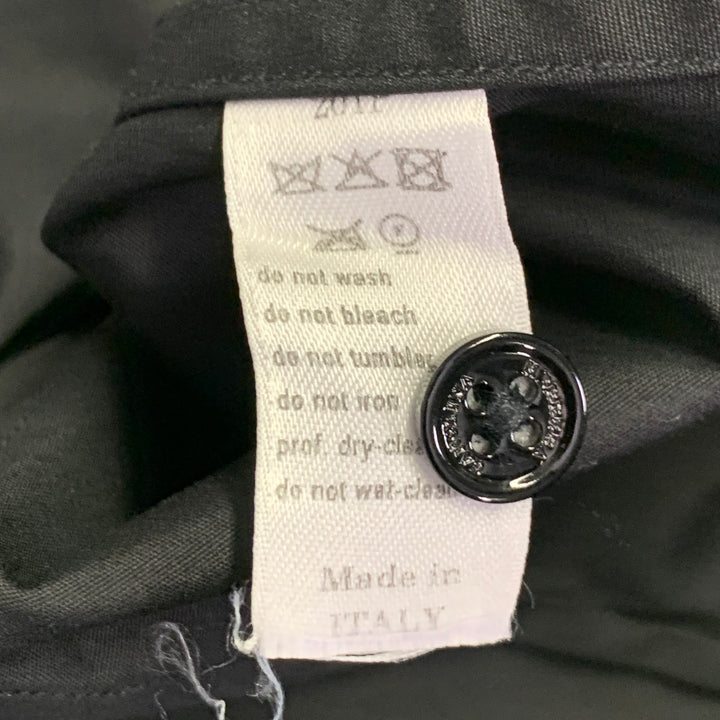 do not wash
do not bleach
do not tumble
do not iron
prof. dry-clea
do not wet-clean
Made in
ITALY